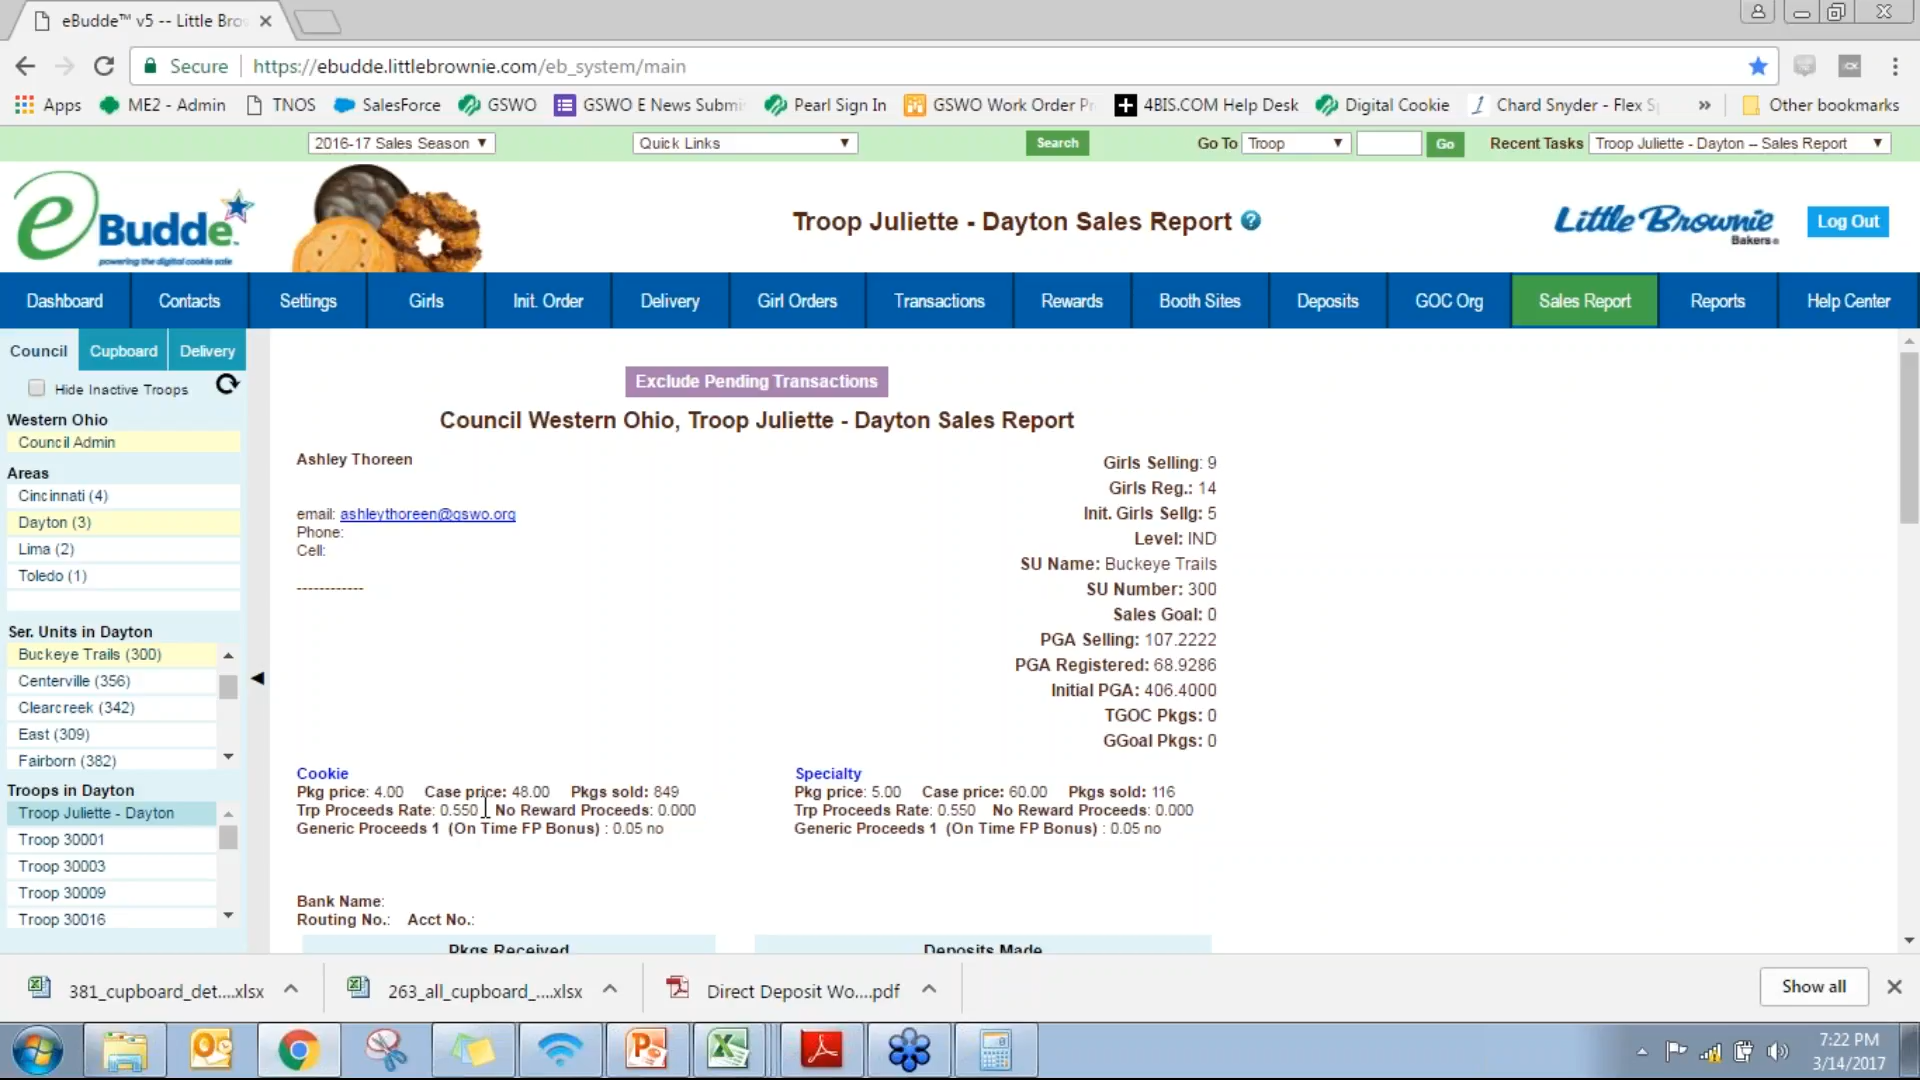 eBudde™ v5 -- Little Bro
Secure
https://ebudde.littlebrownie.com/eb_system/main
Apps
ME2 - Admin
TNOS
SalesForce
GSWO
GSWO E News Submi
Pearl Sign In
GSWO Work Order P
4BIS.COM Help Desk
Digital Cookie
Chard Snyder - Flex S
»
Other bookmarks
2016-17 Sales Season
Quick Links
Search
Go To
Troop
Go
Recent Tasks
Troop Juliette - Dayton -- Sales Report
eBudde™
powering the digital cookie sale
Troop Juliette - Dayton Sales Report
Little Brownie
Bakers®
Log Out
Dashboard
Contacts
Settings
Girls
Init. Order
Delivery
Girl Orders
Transactions
Rewards
Booth Sites
Deposits
GOC Org
Sales Report
Reports
Help Center
Council
Cupboard
Delivery
Hide Inactive Troops
Western Ohio
Council Admin
Areas
Cincinnati (4)
Dayton (3)
Lima (2)
Toledo (1)
Ser. Units in Dayton
Buckeye Trails (300)
Centerville (356)
Clearcreek (342)
East (309)
Fairborn (382)
Troops in Dayton
Troop Juliette - Dayton
Troop 30001
Troop 30003
Troop 30009
Troop 30016
Exclude Pending Transactions
Council Western Ohio, Troop Juliette - Dayton Sales Report
Ashley Thoreen
email: ashleythoreen@gswo.org
Phone:
Cell:
------------
Girls Selling: 9
Girls Reg.: 14
Init. Girls Sellg: 5
Level: IND
SU Name: Buckeye Trails
SU Number: 300
Sales Goal: 0
PGA Selling: 107.2222
PGA Registered: 68.9286
Initial PGA: 406.4000
TGOC Pkgs: 0
GGoal Pkgs: 0
Cookie
Pkg price: 4.00 Case price: 48.00 Pkgs sold: 849
Trp Proceeds Rate: 0.550 No Reward Proceeds: 0.000
Generic Proceeds 1 (On Time FP Bonus) : 0.05 no
Specialty
Pkg price: 5.00 Case price: 60.00 Pkgs sold: 116
Trp Proceeds Rate: 0.550 No Reward Proceeds: 0.000
Generic Proceeds 1 (On Time FP Bonus) : 0.05 no
Bank Name:
Routing No.: Acct No.:
Pkgs Received
Deposits Made
381_cupboard_det....xlsx
263_all_cupboard_....xlsx
Direct Deposit Wo....pdf
Show all
7:22 PM
3/14/2017